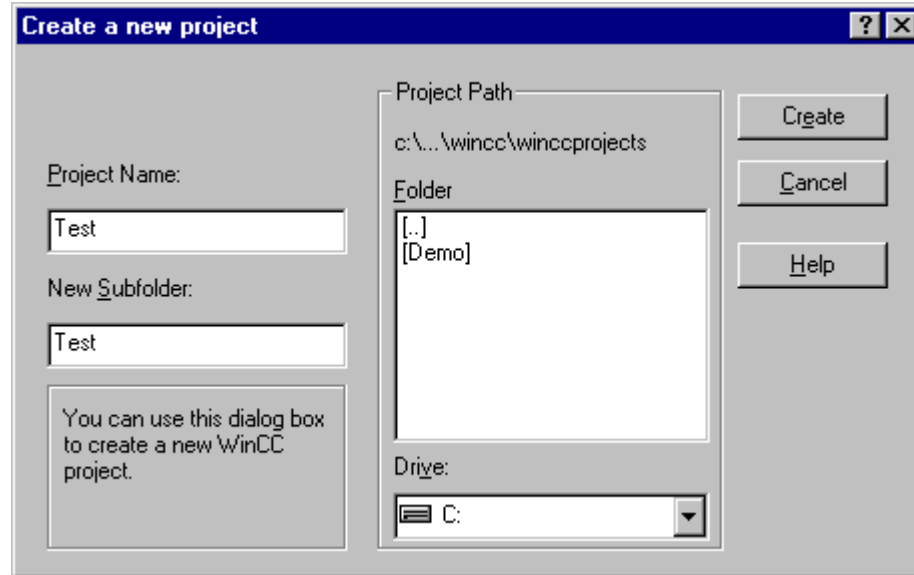 Create a new project
Project Name:
Test
New Subfolder:
Test
You can use this dialog box
to create a new WinCC
project.
Project Path
c:\...\wincc\winccprojects
Folder
[..]
[Demo]
Drive:
C:
Create
Cancel
Help